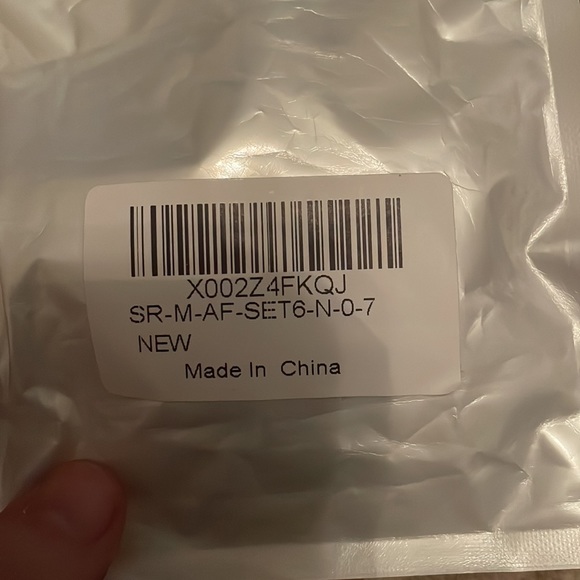 X002Z4FKQJ
SR-M-AF-SET6-N-0-7
NEW
Made In China